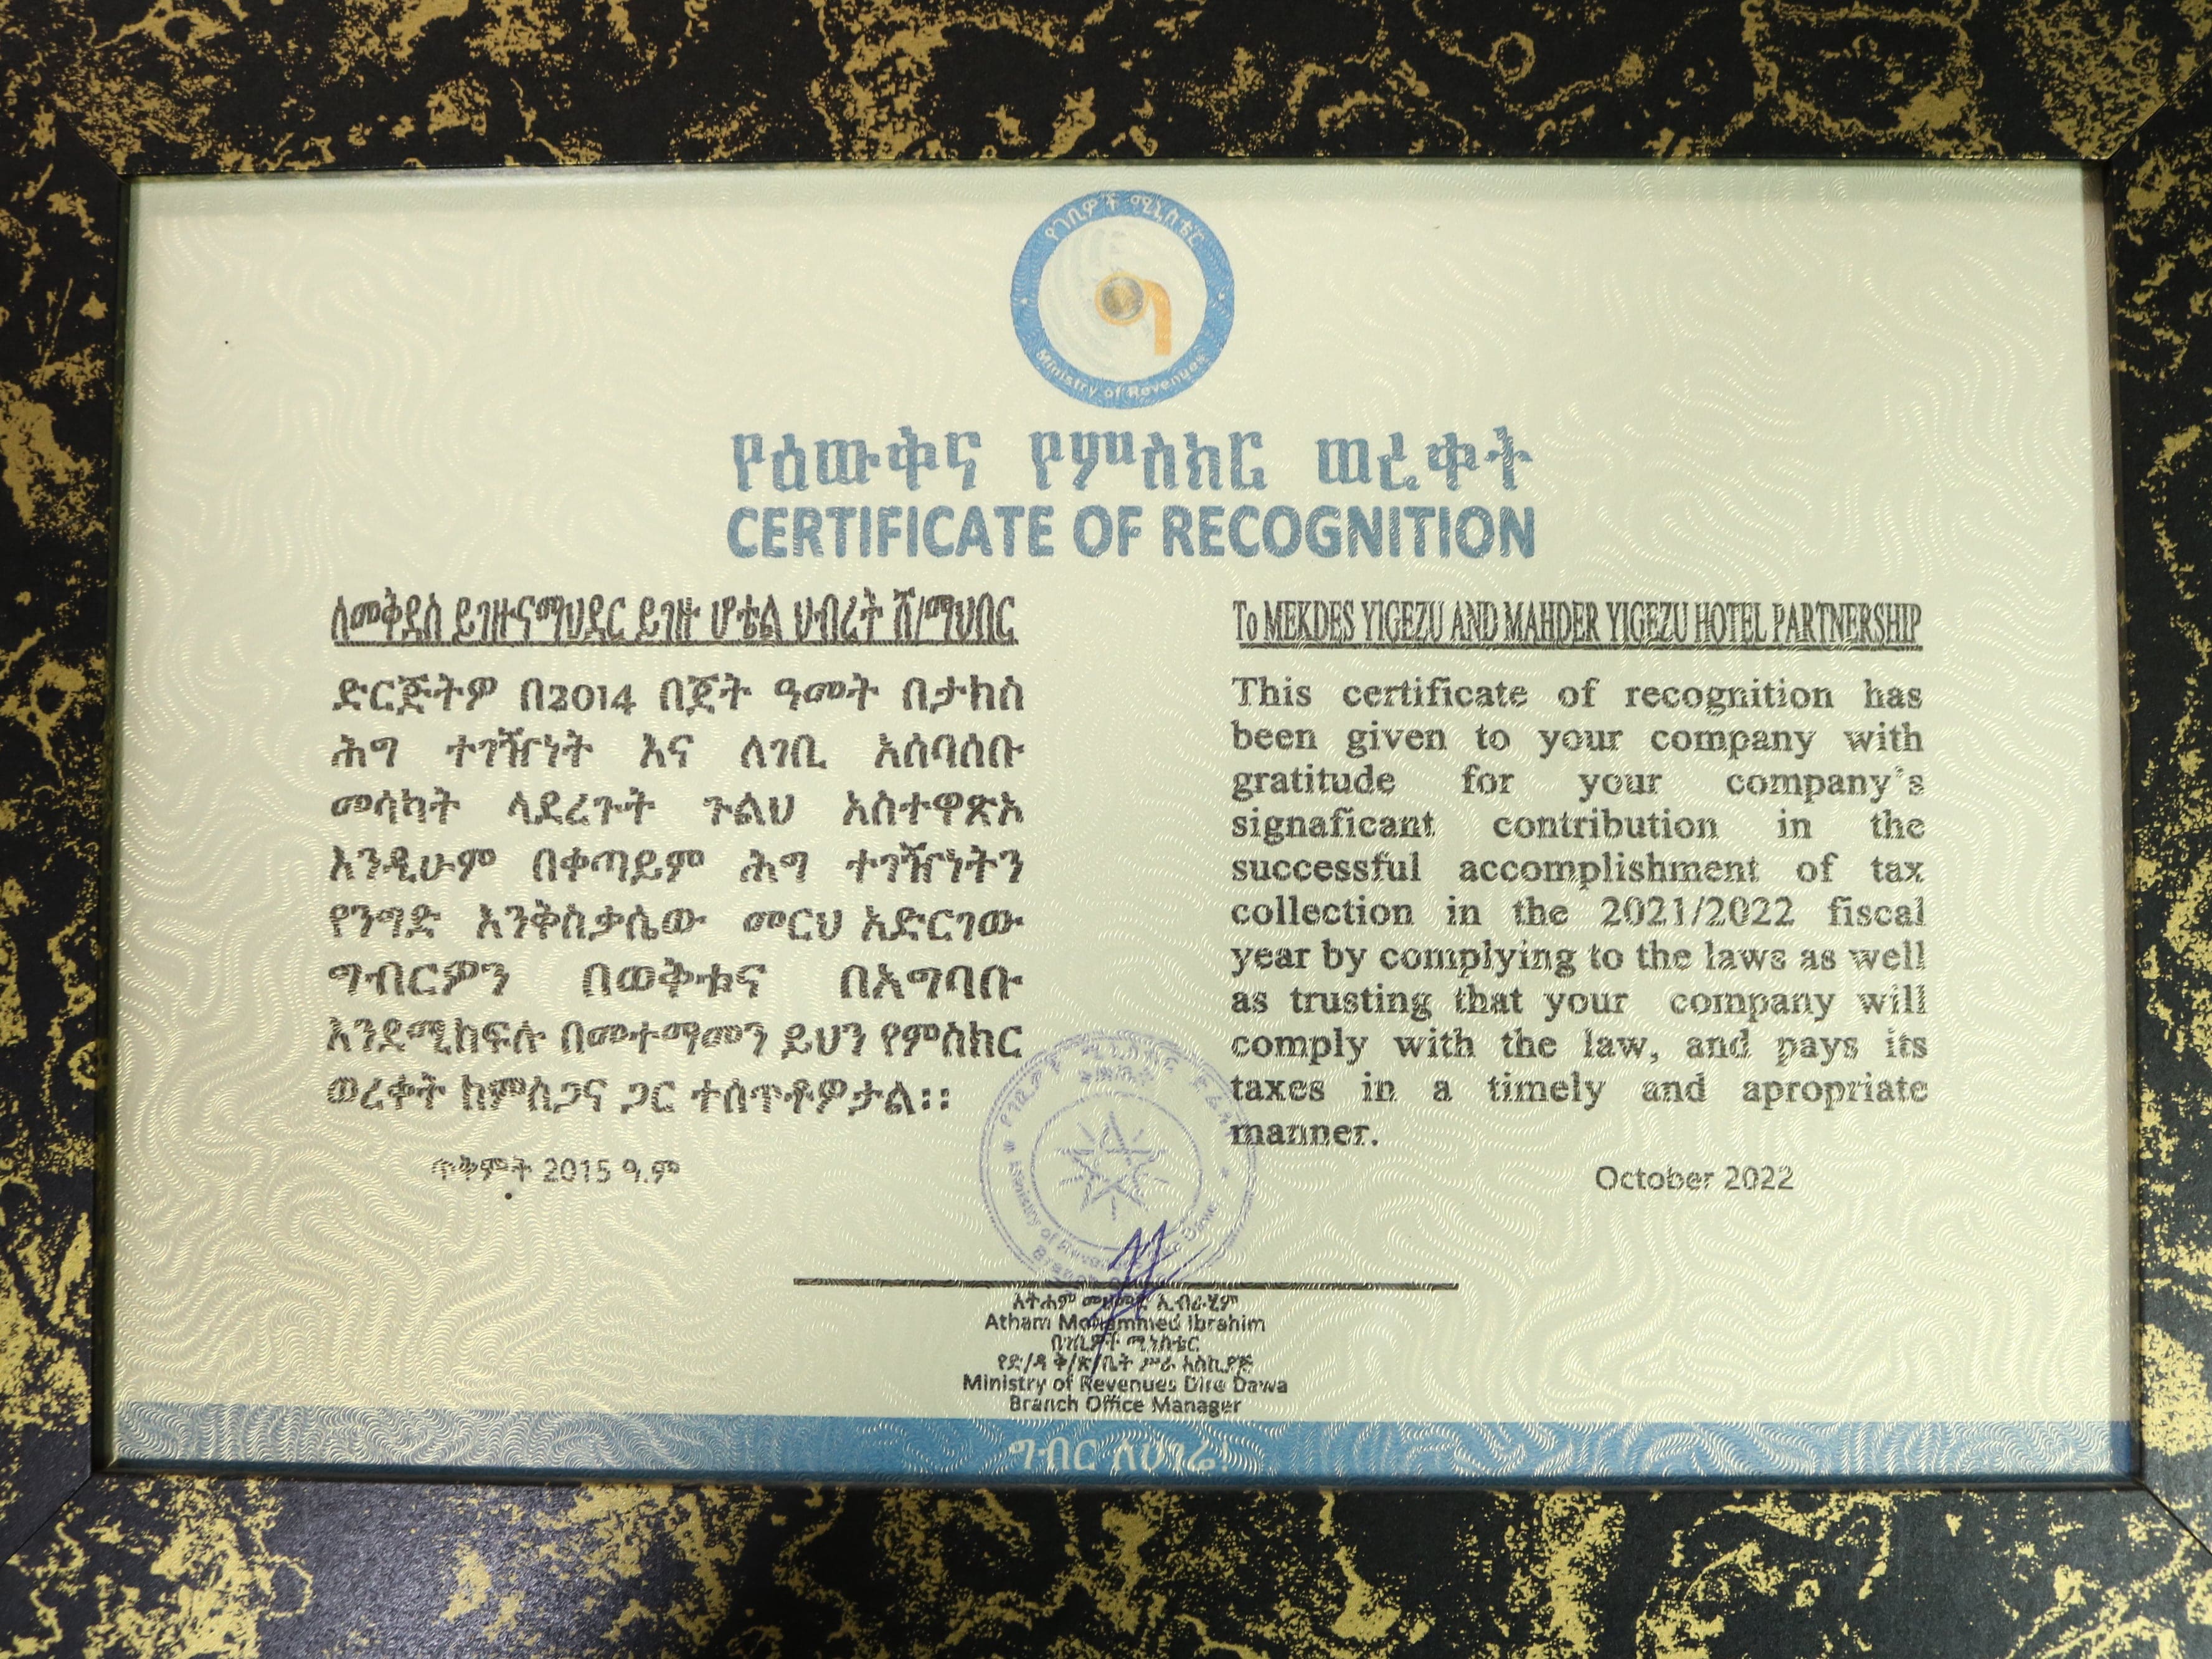 የገቢዎች ሚኒስቴር
Ministry of Revenues
የሰውቅና የምስክር ወረቀት
CERTIFICATE OF RECOGNITION
ለመቅደስ ይገዙናማህደር ይገዙ ሆቴል ህብረት ሽ/ማህበር
ድርጅትዎ በ2014 በጀት ዓመት በታክስ
ሕግ ተገዥነት እና ለገቢ አሰባሰቡ
መሳካት ላደረጉት ጉልህ አስተዋጽኦ
እንዲሁም በቀጣይም ሕግ ተገዥነትን
የንግድ እንቅስቃሴው መርህ አድርገው
ግብርዎን በወቅቱና በአግባቡ
እንደሚከፍሉ በመተማመን ይህን የምስክር
ወረቀት ከምስጋና ጋር ተሰጥቶዎታል፡፡
ጥቅምት 2015 ዓ.ም
To MEKDES YIGEZU AND MAHDER YIGEZU HOTEL PARTNERSHIP
This certificate of recognition has
been given to your company with
gratitude for your company's
signaficant contribution in the
successful accomplishment of tax
collection in the 2021/2022 fiscal
year by complying to the laws as well
as trusting that your company will
comply with the law, and pays its
taxes in a timely and apropriate
manner.
October 2022
አትሐም መሀመድ ኢብራሂም
Atham Mohammed Ibrahim
በገቢዎች ሚኒስቴር
የድ/ዳ ቅ/ጽ/ቤት ሥራ አስኪያጅ
Ministry of Revenues Dire Dawa
Branch Office Manager
ግብር ለሀገሬ!